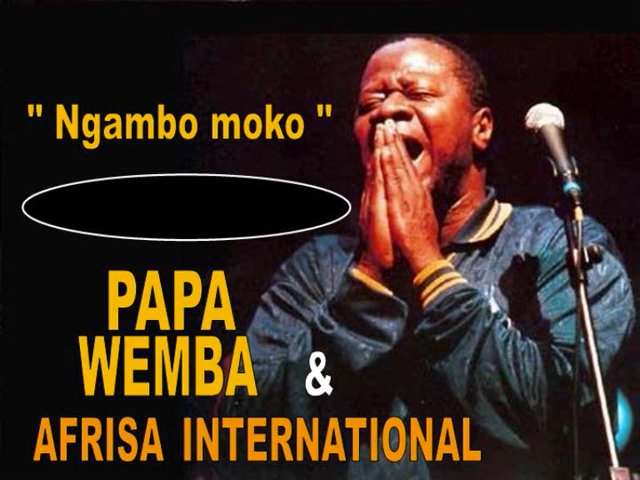 " Ngambo moko "
PAPA
WEMBA &
AFRISA INTERNATIONAL